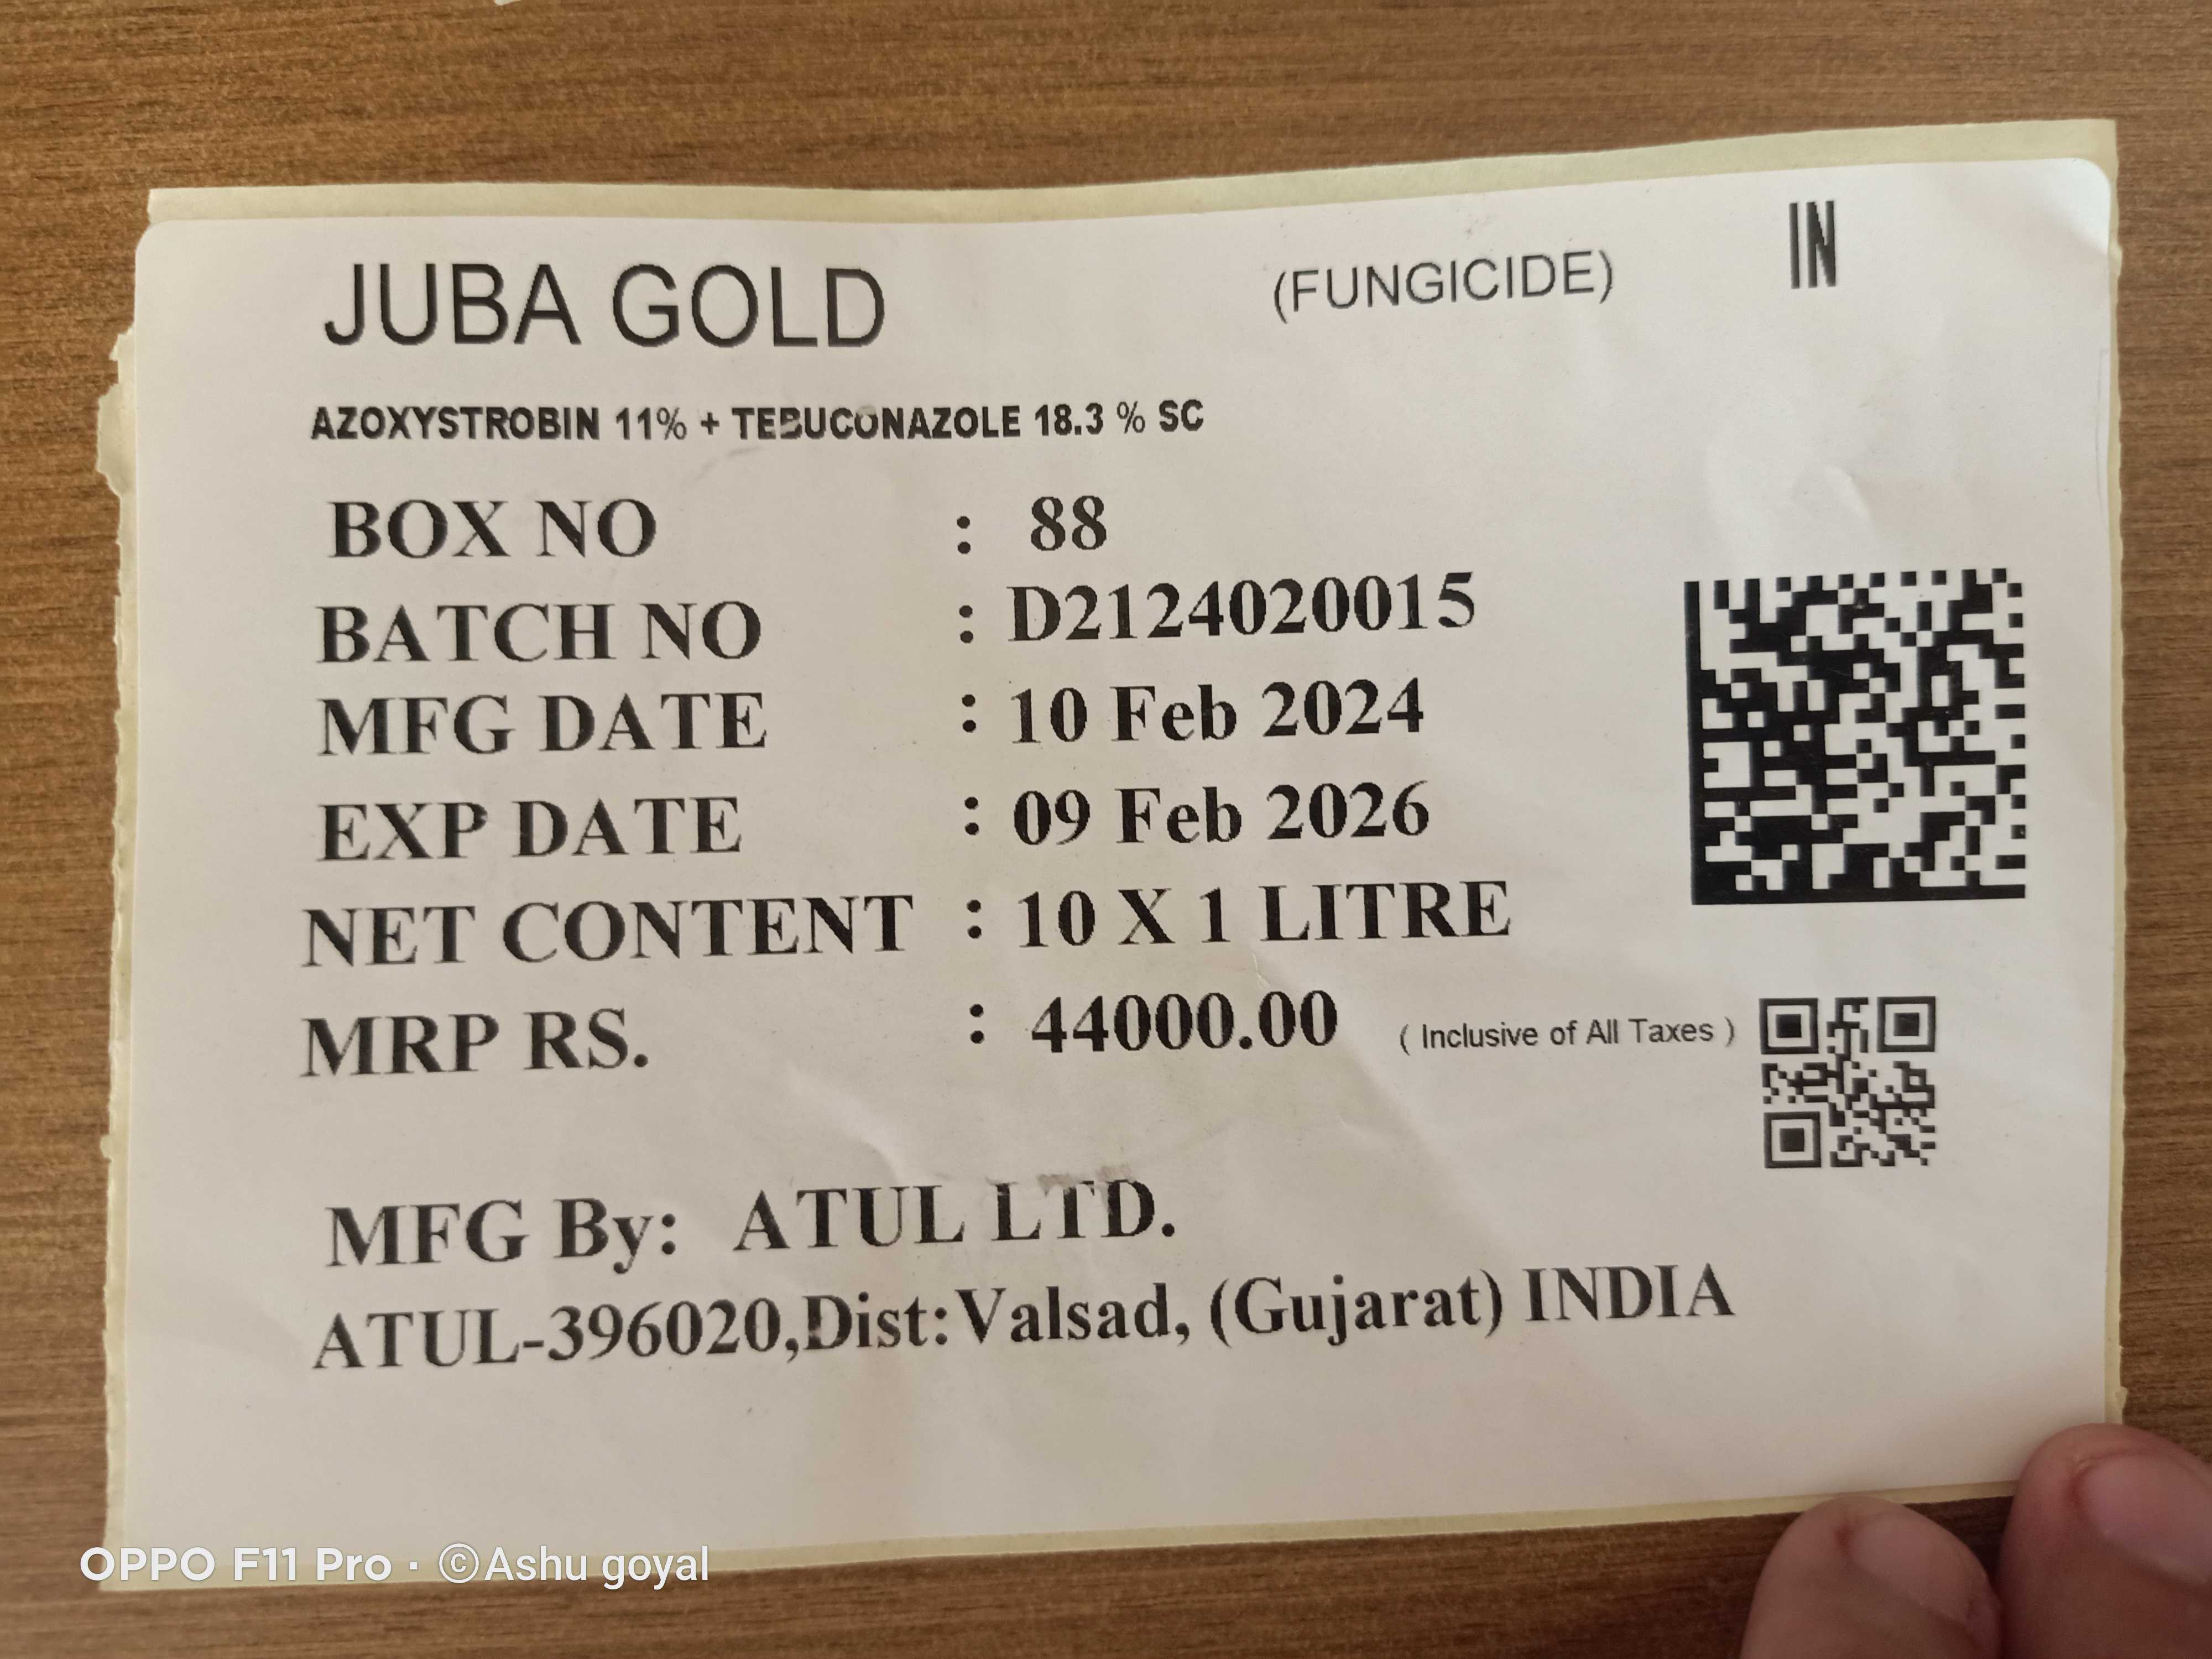 JUBA GOLD (FUNGICIDE) IN
AZOXYSTROBIN 11% + TEBUCONAZOLE 18.3 % SC
BOX NO : 88
BATCH NO : D2124020015
MFG DATE : 10 Feb 2024
EXP DATE : 09 Feb 2026
NET CONTENT : 10 X 1 LITRE
MRP RS. : 44000.00 ( Inclusive of All Taxes )
MFG By: ATUL LTD.
ATUL-396020,Dist:Valsad, (Gujarat) INDIA
OPPO F11 Pro · ©Ashu goyal